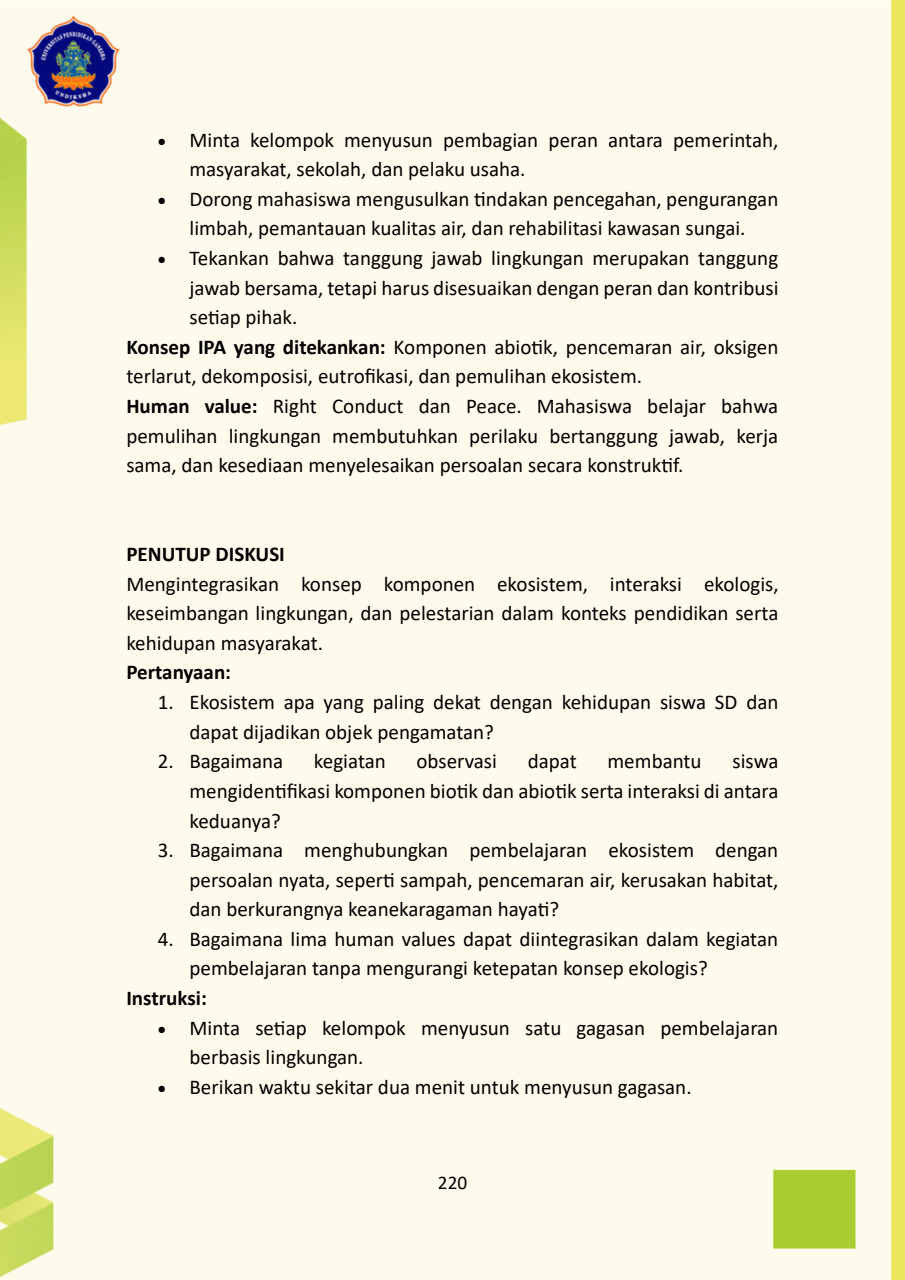 UNIVERSITAS PENDIDIKAN GANESHA
UNDIKSHA
• Minta kelompok menyusun pembagian peran antara pemerintah,
masyarakat, sekolah, dan pelaku usaha.
• Dorong mahasiswa mengusulkan tindakan pencegahan, pengurangan
limbah, pemantauan kualitas air, dan rehabilitasi kawasan sungai.
• Tekankan bahwa tanggung jawab lingkungan merupakan tanggung
jawab bersama, tetapi harus disesuaikan dengan peran dan kontribusi
setiap pihak.
Konsep IPA yang ditekankan: Komponen abiotik, pencemaran air, oksigen
terlarut, dekomposisi, eutrofikasi, dan pemulihan ekosistem.
Human value: Right Conduct dan Peace. Mahasiswa belajar bahwa
pemulihan lingkungan membutuhkan perilaku bertanggung jawab, kerja
sama, dan kesediaan menyelesaikan persoalan secara konstruktif.
PENUTUP DISKUSI
Mengintegrasikan konsep komponen ekosistem, interaksi ekologis,
keseimbangan lingkungan, dan pelestarian dalam konteks pendidikan serta
kehidupan masyarakat.
Pertanyaan:
1. Ekosistem apa yang paling dekat dengan kehidupan siswa SD dan
dapat dijadikan objek pengamatan?
2. Bagaimana kegiatan observasi dapat membantu siswa
mengidentifikasi komponen biotik dan abiotik serta interaksi di antara
keduanya?
3. Bagaimana menghubungkan pembelajaran ekosistem dengan
persoalan nyata, seperti sampah, pencemaran air, kerusakan habitat,
dan berkurangnya keanekaragaman hayati?
4. Bagaimana lima human values dapat diintegrasikan dalam kegiatan
pembelajaran tanpa mengurangi ketepatan konsep ekologis?
Instruksi:
• Minta setiap kelompok menyusun satu gagasan pembelajaran
berbasis lingkungan.
• Berikan waktu sekitar dua menit untuk menyusun gagasan.
220